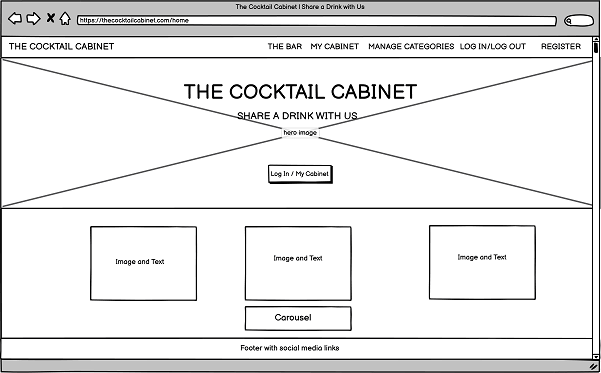 The Cocktail Cabinet | Share a Drink with Us
https://thecocktailcabinet.com/home
THE COCKTAIL CABINET THE BAR MY CABINET MANAGE CATEGORIES LOG IN/LOG OUT REGISTER
THE COCKTAIL CABINET
SHARE A DRINK WITH US
hero image
Log In / My Cabinet
Image and Text Image and Text Image and Text
Carousel
Footer with social media links